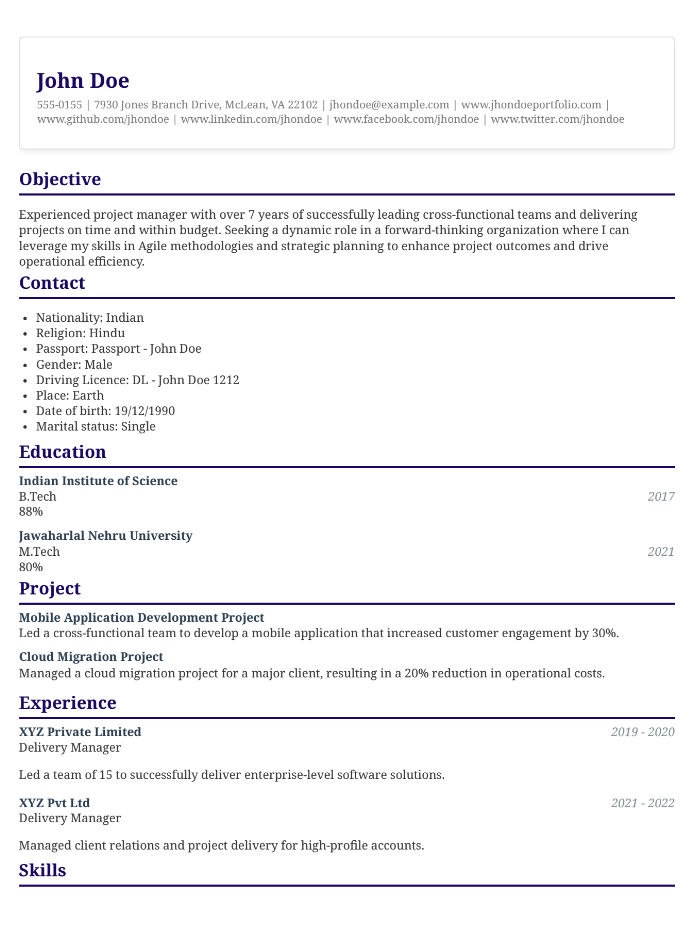 John Doe
555-0155 | 7930 Jones Branch Drive, McLean, VA 22102 | jhondoe@example.com | www.jhondoeportfolio.com |
www.github.com/jhondoe | www.linkedin.com/jhondoe | www.facebook.com/jhondoe | www.twitter.com/jhondoe
Objective
Experienced project manager with over 7 years of successfully leading cross-functional teams and delivering
projects on time and within budget. Seeking a dynamic role in a forward-thinking organization where I can
leverage my skills in Agile methodologies and strategic planning to enhance project outcomes and drive
operational efficiency.
Contact
• Nationality: Indian
• Religion: Hindu
• Passport: Passport - John Doe
• Gender: Male
• Driving Licence: DL - John Doe 1212
• Place: Earth
• Date of birth: 19/12/1990
• Marital status: Single
Education
Indian Institute of Science
B.Tech 2017
88%
Jawaharlal Nehru University
M.Tech 2021
80%
Project
Mobile Application Development Project
Led a cross-functional team to develop a mobile application that increased customer engagement by 30%.
Cloud Migration Project
Managed a cloud migration project for a major client, resulting in a 20% reduction in operational costs.
Experience
XYZ Private Limited 2019 - 2020
Delivery Manager
Led a team of 15 to successfully deliver enterprise-level software solutions.
XYZ Pvt Ltd 2021 - 2022
Delivery Manager
Managed client relations and project delivery for high-profile accounts.
Skills